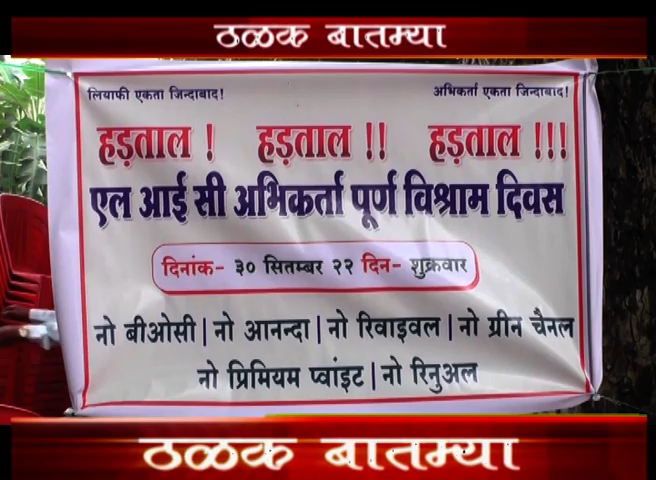 ठळक बातम्या
लियाफी एकता जिन्दाबाद! अभिकर्ता एकता जिन्दाबाद!
हड़ताल ! हड़ताल !! हड़ताल !!!
एल आई सी अभिकर्ता पूर्ण विश्राम दिवस
दिनांक- ३० सितम्बर २२ दिन- शुक्रवार
नो बीओसी | नो आनन्दा | नो रिवाइवल | नो ग्रीन चैनल
नो प्रिमियम प्वांइट | नो रिनुअल
ठळक बातम्या